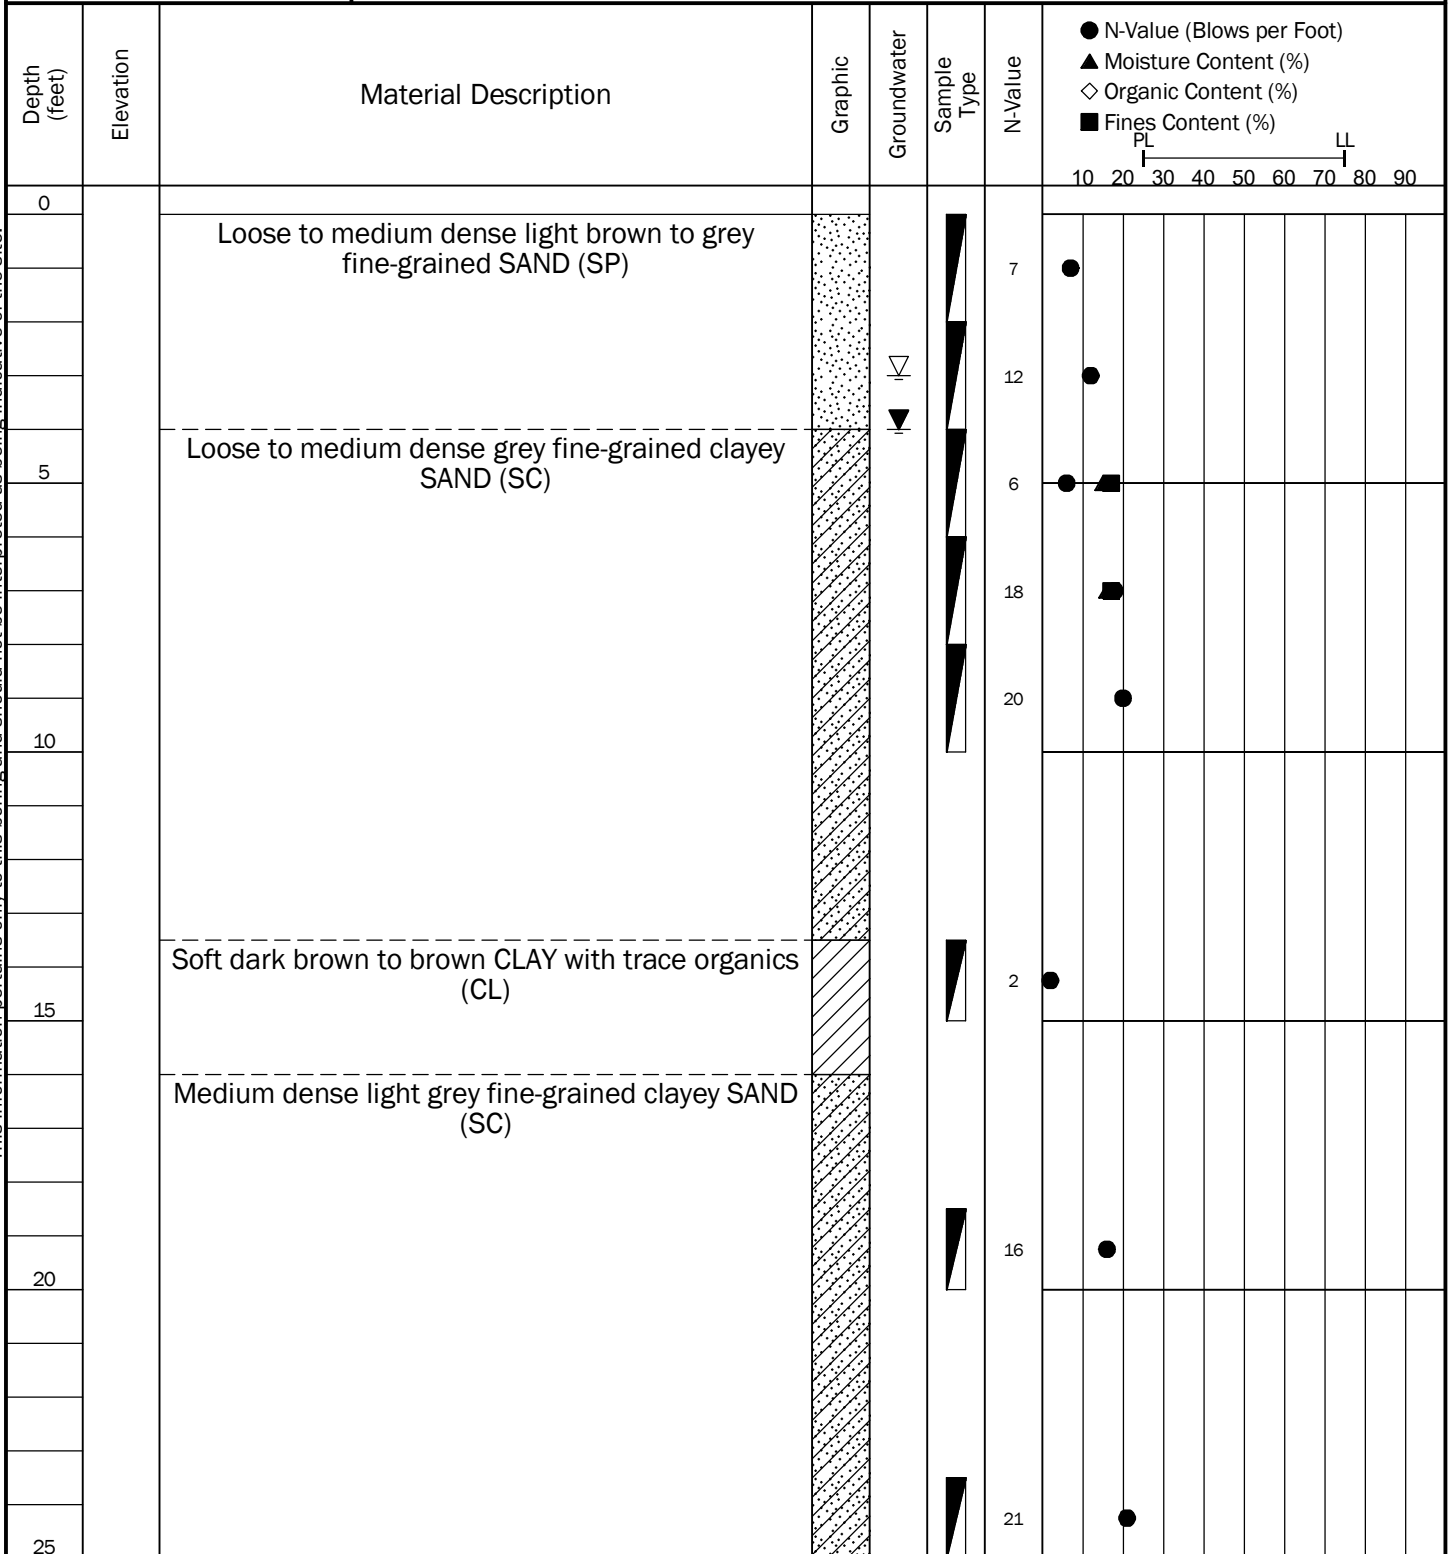 Depth
(feet)
Elevation
Material Description
Graphic
Groundwater
Sample
Type
N-Value
N-Value (Blows per Foot)
Moisture Content (%)
Organic Content (%)
Fines Content (%)
PL LL
10 20 30 40 50 60 70 80 90
0
Loose to medium dense light brown to grey
fine-grained SAND (SP)
7
12
Loose to medium dense grey fine-grained clayey
SAND (SC)
5
6
18
20
10
Soft dark brown to brown CLAY with trace organics
(CL)
2
15
Medium dense light grey fine-grained clayey SAND
(SC)
16
20
21
25